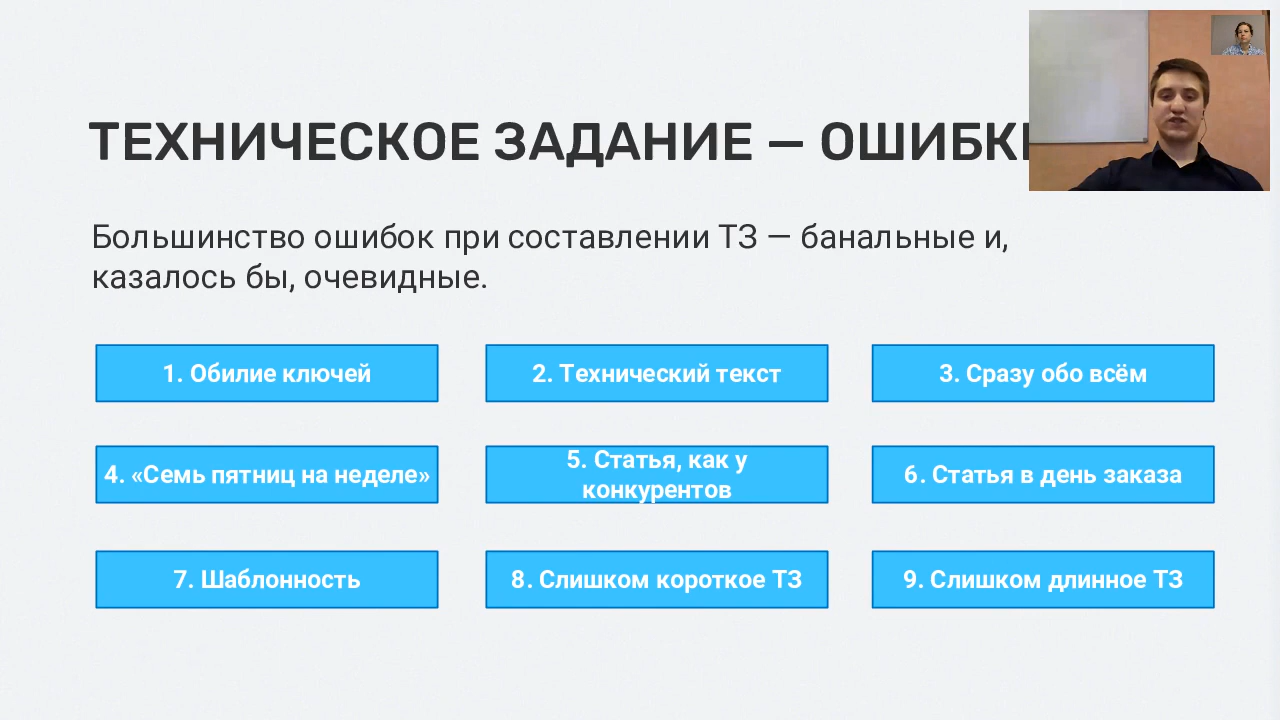 ТЕХНИЧЕСКОЕ ЗАДАНИЕ — ОШИБК
Большинство ошибок при составлении ТЗ — банальные и,
казалось бы, очевидные.
1. Обилие ключей
2. Технический текст
3. Сразу обо всём
4. «Семь пятниц на неделе»
5. Статья, как у
конкурентов
6. Статья в день заказа
7. Шаблонность
8. Слишком короткое ТЗ
9. Слишком длинное ТЗ